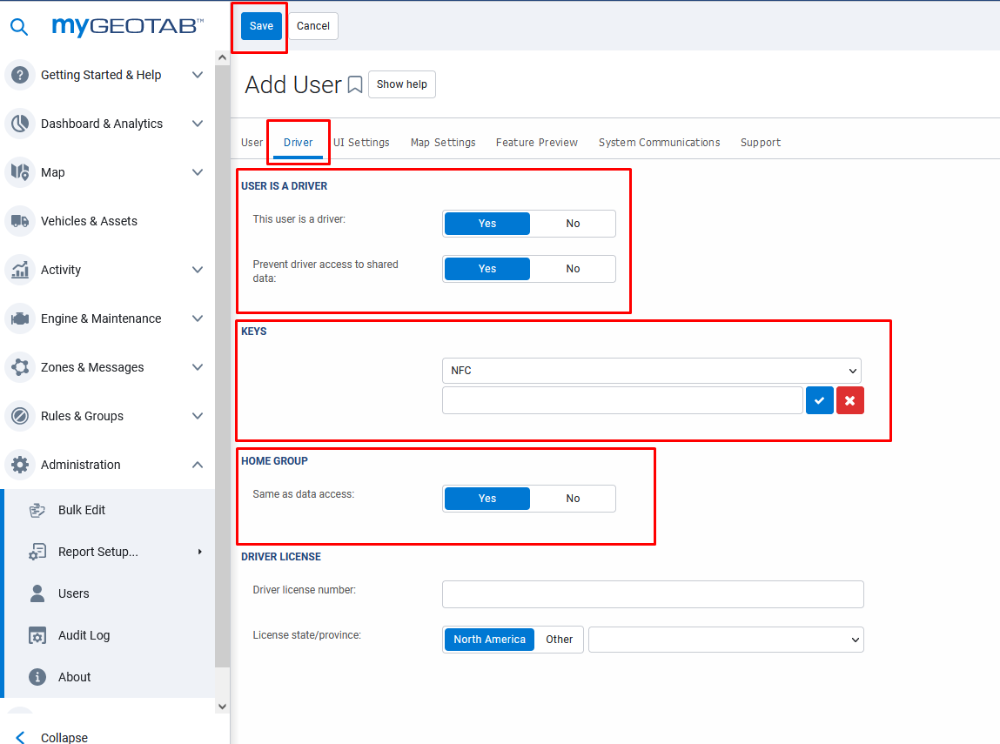 myGEOTAB™
Getting Started & Help
Dashboard & Analytics
Map
Vehicles & Assets
Activity
Engine & Maintenance
Zones & Messages
Rules & Groups
Administration
Bulk Edit
Report Setup...
Users
Audit Log
About
Collapse
Save Cancel
Add User Show help
User Driver UI Settings Map Settings Feature Preview System Communications Support
USER IS A DRIVER
This user is a driver: Yes No
Prevent driver access to shared
data: Yes No
KEYS
NFC
HOME GROUP
Same as data access: Yes No
DRIVER LICENSE
Driver license number:
License state/province: North America Other